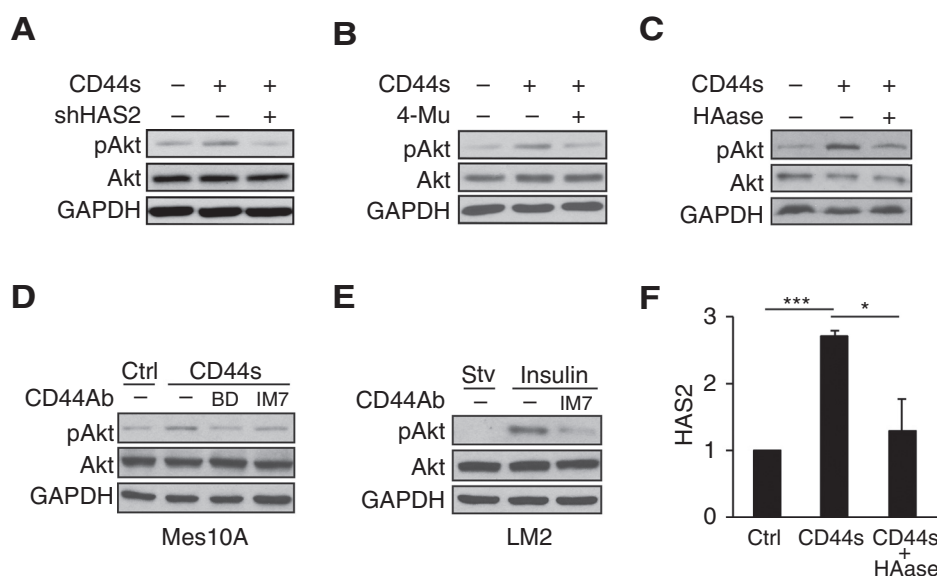 A
CD44s − + +
shHAS2 − − +
pAkt
Akt
GAPDH
B
CD44s − + +
4-Mu − − +
pAkt
Akt
GAPDH
C
CD44s − + +
HAase − − +
pAkt
Akt
GAPDH
D
Ctrl CD44s
CD44Ab − − BD IM7
pAkt
Akt
GAPDH
Mes10A
E
Stv Insulin
CD44Ab − − IM7
pAkt
Akt
GAPDH
LM2
F
*** *
HAS2
3
2
1
0
Ctrl CD44s CD44s
+
HAase